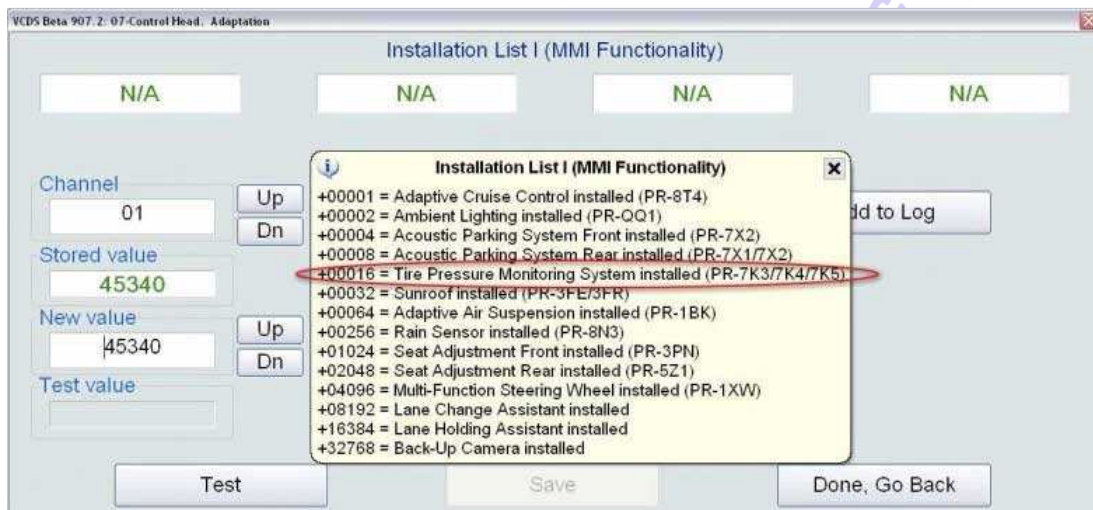 VCDS Beta 907.2: 07-Control Head, Adaptation
Installation List I (MMI Functionality)
N/A N/A N/A N/A
Channel
01
Up
Dn
Stored value
45340
New value
45340
Up
Dn
Test value
Installation List I (MMI Functionality)
+00001 = Adaptive Cruise Control installed (PR-8T4)
+00002 = Ambient Lighting installed (PR-QQ1)
+00004 = Acoustic Parking System Front installed (PR-7X2)
+00008 = Acoustic Parking System Rear installed (PR-7X1/7X2)
+00016 = Tire Pressure Monitoring System installed (PR-7K3/7K4/7K5)
+00032 = Sunroof installed (PR-3FE/3FR)
+00064 = Adaptive Air Suspension installed (PR-1BK)
+00256 = Rain Sensor installed (PR-8N3)
+01024 = Seat Adjustment Front installed (PR-3PN)
+02048 = Seat Adjustment Rear installed (PR-5Z1)
+04096 = Multi-Function Steering Wheel installed (PR-1XW)
+08192 = Lane Change Assistant installed
+16384 = Lane Holding Assistant installed
+32768 = Back-Up Camera installed
dd to Log
Test
Save
Done, Go Back